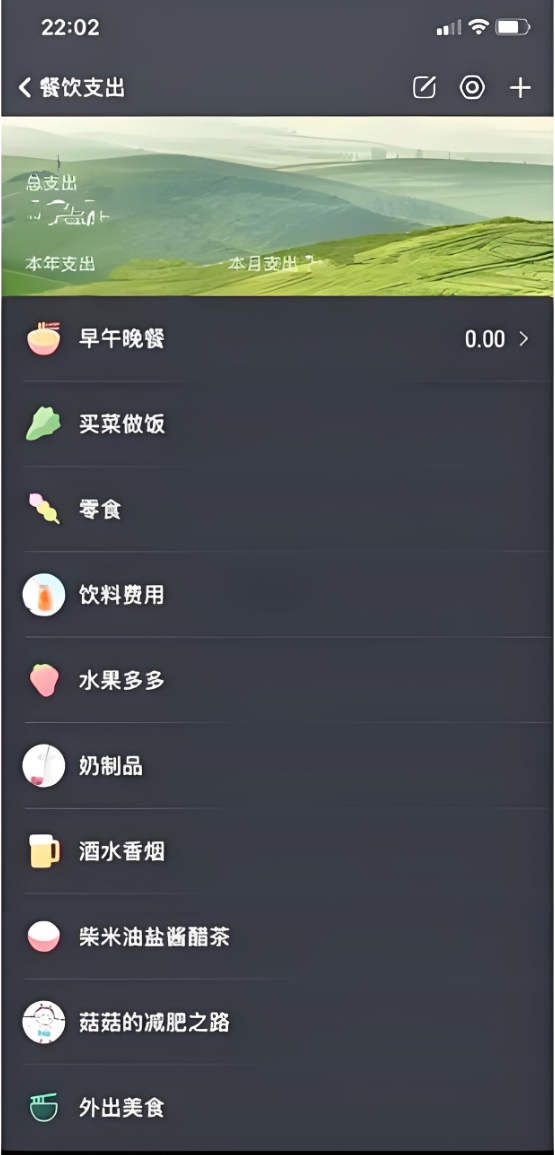 22:02
餐饮支出
总支出
本年支出 本月支出
早午晚餐 0.00
买菜做饭
零食
饮料费用
水果多多
奶制品
酒水香烟
柴米油盐酱醋茶
菇菇的减肥之路
外出美食